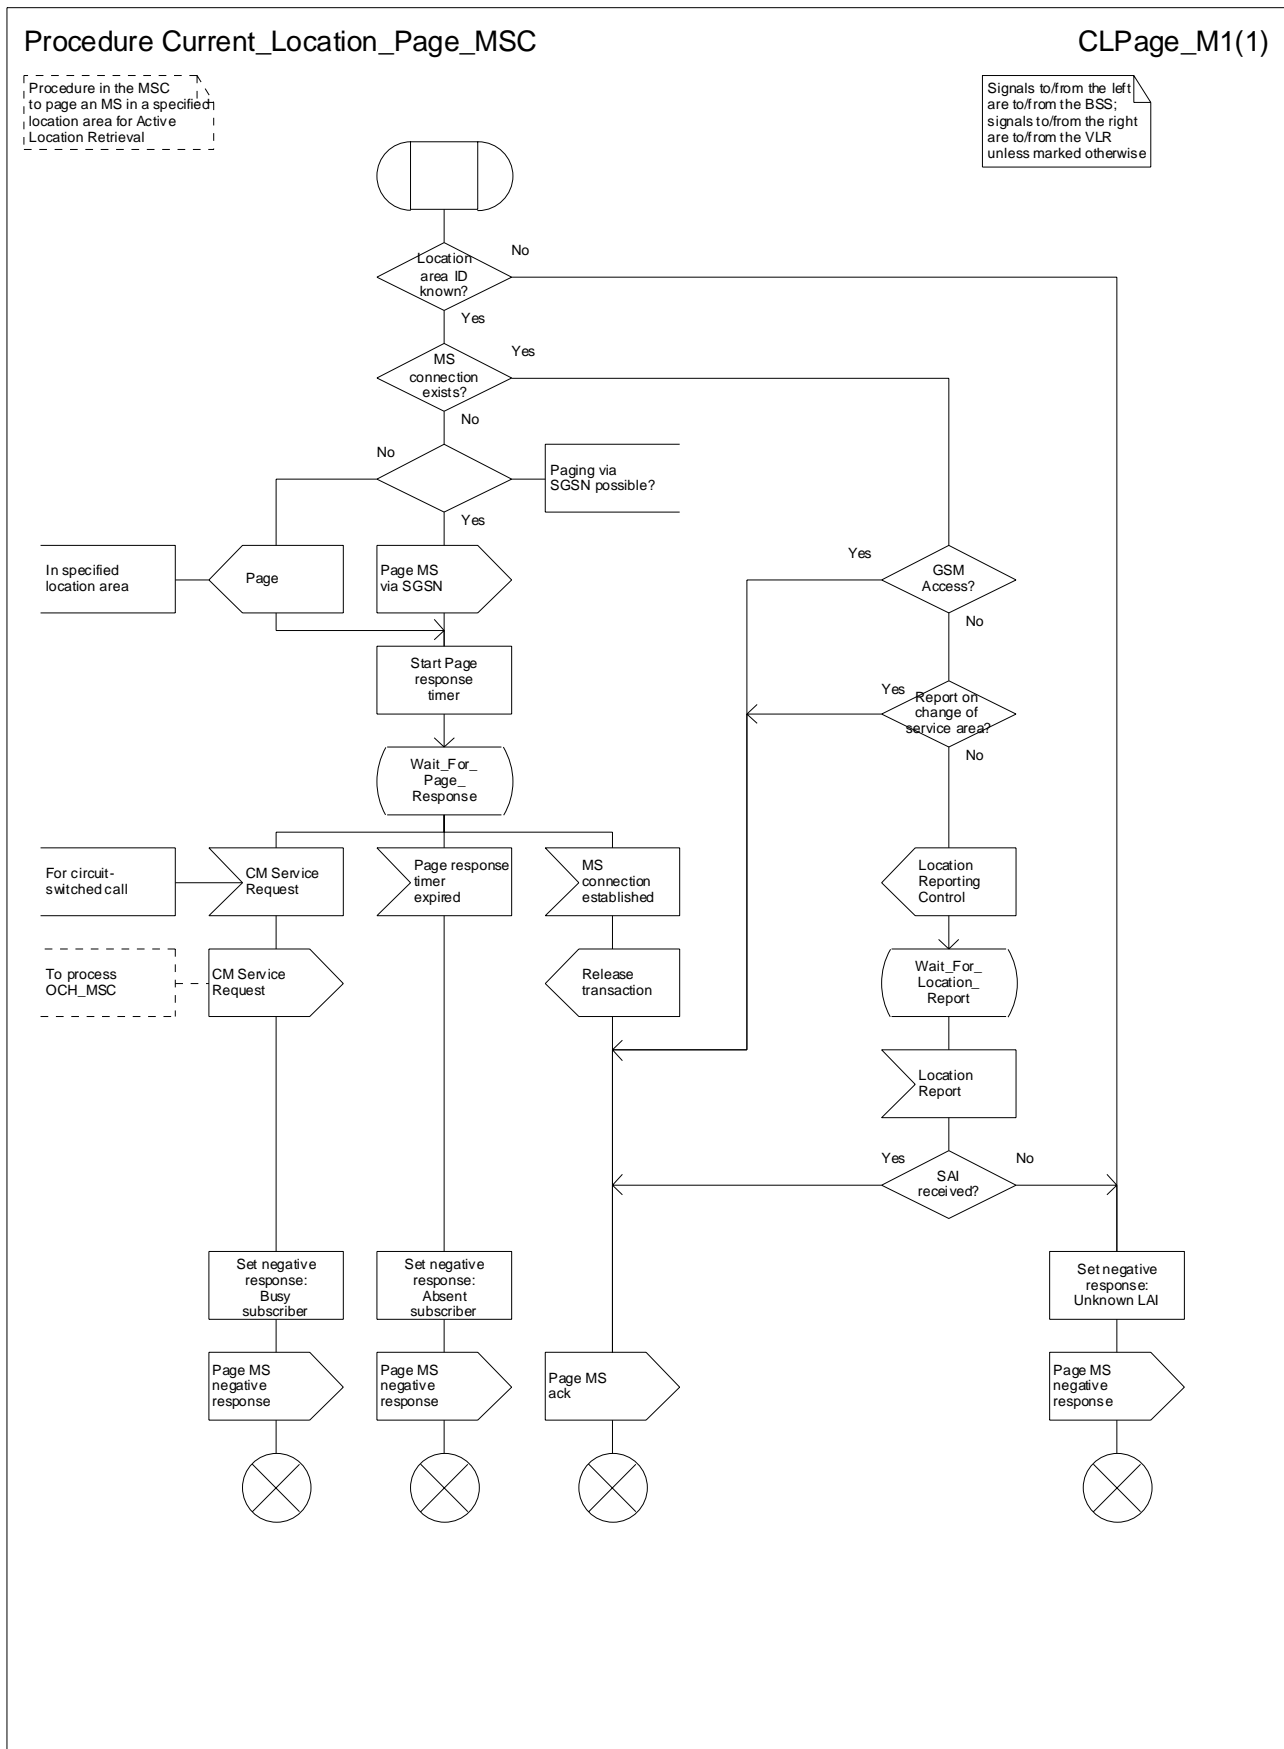 Procedure Current_Location_Page_MSC
CLPage_M1(1)
Procedure in the MSC
to page an MS in a specified
location area for Active
Location Retrieval
Signals to/from the left
are to/from the BSS;
signals to/from the right
are to/from the VLR
unless marked otherwise
Location
area ID
known?
No
Yes
MS
connection
exists?
Yes
No
No
Paging via
SGSN possible?
Yes
In specified
location area
Page
Page MS
via SGSN
Yes
GSM
Access?
No
Start Page
response
timer
Yes
Report on
change of
service area?
No
Wait_For_
Page_
Response
For circuit-
switched call
CM Service
Request
Page response
timer
expired
MS
connection
established
Location
Reporting
Control
To process
OCH_MSC
CM Service
Request
Release
transaction
Wait_For_
Location_
Report
Location
Report
Yes
SAI
received?
No
Set negative
response:
Busy
subscriber
Set negative
response:
Absent
subscriber
Set negative
response:
Unknown LAI
Page MS
negative
response
Page MS
negative
response
Page MS
ack
Page MS
negative
response